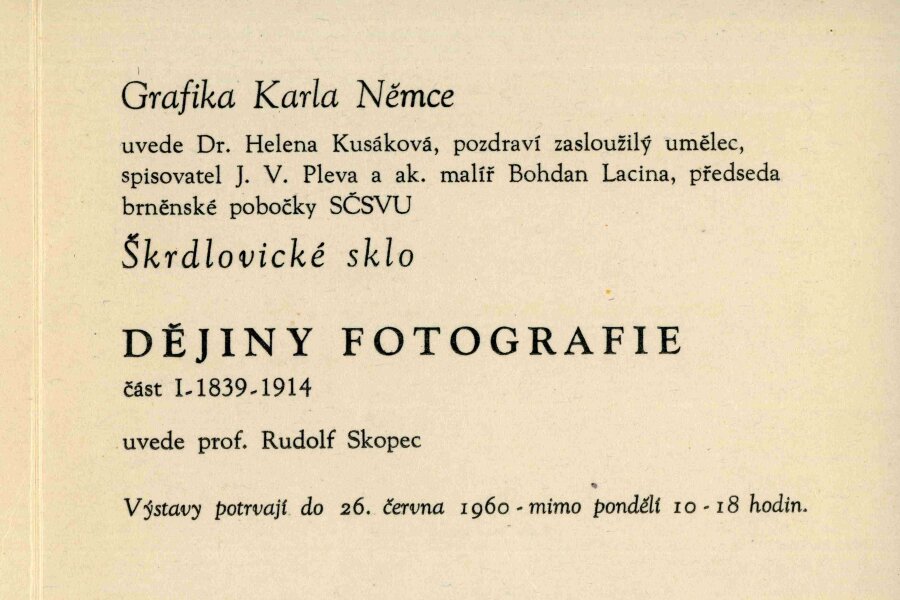 Grafika Karla Němce
uvede Dr. Helena Kusáková, pozdraví zasloužilý umělec,
spisovatel J. V. Pleva a ak. malíř Bohdan Lacina, předseda
brněnské pobočky SČSVU
Škrdlovické sklo
DĚJINY FOTOGRAFIE
část I-1839-1914
uvede prof. Rudolf Skopec
Výstavy potrvají do 26. června 1960 - mimo pondělí 10 - 18 hodin.